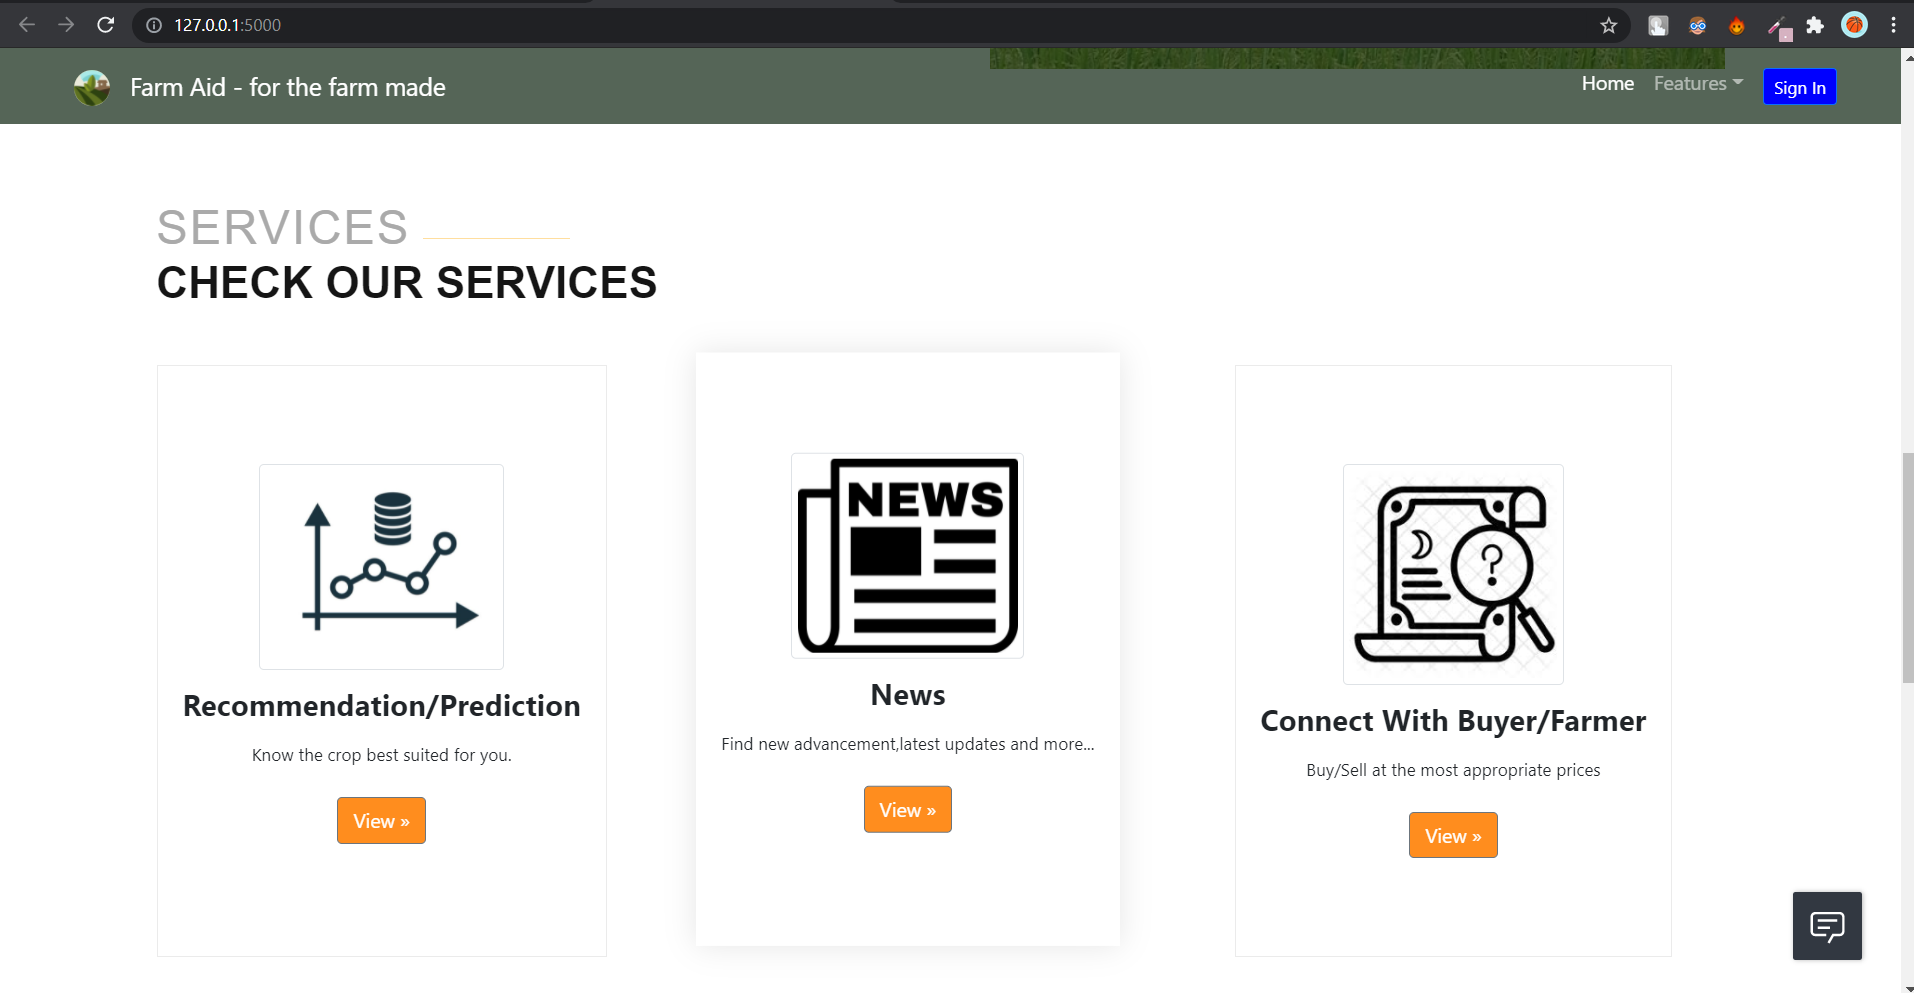 127.0.0.1:5000
Farm Aid - for the farm made
Home Features Sign In
SERVICES
CHECK OUR SERVICES
NEWS
?
Recommendation/Prediction
Know the crop best suited for you.
View »
News
Find new advancement,latest updates and more...
View »
Connect With Buyer/Farmer
Buy/Sell at the most appropriate prices
View »